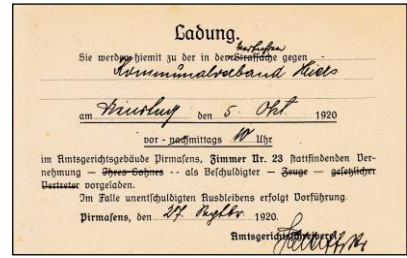 Ladung.
Sie werden hiemit zu der in der Strafsache gegen
Kommunalverband
am Dienstag den 5. Okt 1920
vor - nachmittags 10 Uhr
im Amtsgerichtsgebäude Pirmasens, Zimmer Nr. 23 stattfindenden Ver-
nehmung — Ihres Sohnes -- als Beschuldigter — Zeuge — gesetzlicher
Vertreter vorgeladen.
Im Falle unentschuldigten Ausbleibens erfolgt Vorführung.
Pirmasens, den 27. Septbr. 1920.
Amtsgerichtsschreiberei